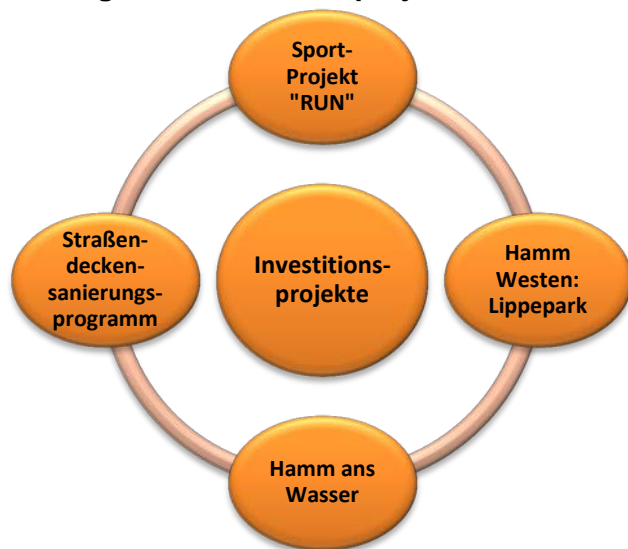 Sport-
Projekt
"RUN"
Straßen-
decken-
sanierungs-
programm
Investitions-
projekte
Hamm
Westen:
Lippepark
Hamm ans
Wasser